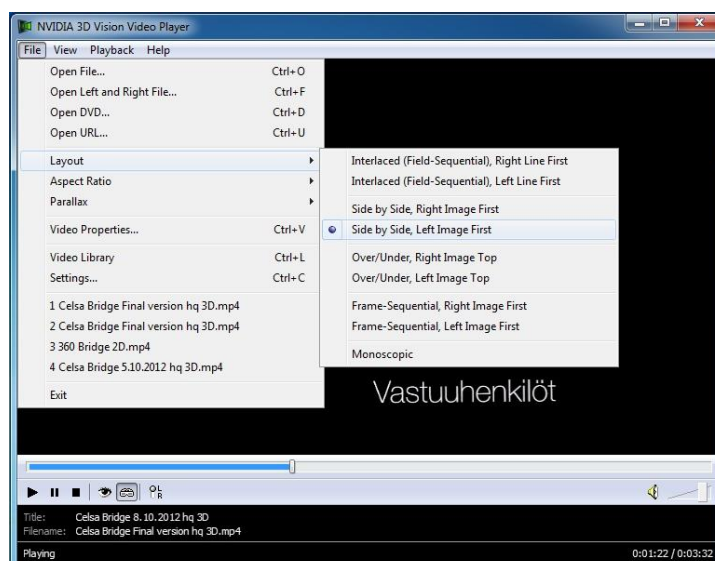 NVIDIA 3D Vision Video Player
File View Playback Help
Open File... Ctrl+O
Open Left and Right File... Ctrl+F
Open DVD... Ctrl+D
Open URL... Ctrl+U
Layout
Aspect Ratio
Parallax
Video Properties... Ctrl+V
Video Library Ctrl+L
Settings... Ctrl+C
1 Celsa Bridge Final version hq 3D.mp4
2 Celsa Bridge Final version hq 3D.mp4
3 360 Bridge 2D.mp4
4 Celsa Bridge 5.10.2012 hq 3D.mp4
Exit
Interlaced (Field-Sequential), Right Line First
Interlaced (Field-Sequential), Left Line First
Side by Side, Right Image First
Side by Side, Left Image First
Over/Under, Right Image Top
Over/Under, Left Image Top
Frame-Sequential, Right Image First
Frame-Sequential, Left Image First
Monoscopic
Vastuuhenkilöt
L
R
Title: Celsa Bridge 8.10.2012 hq 3D
Filename: Celsa Bridge Final version hq 3D.mp4
Playing 0:01:22 / 0:03:32